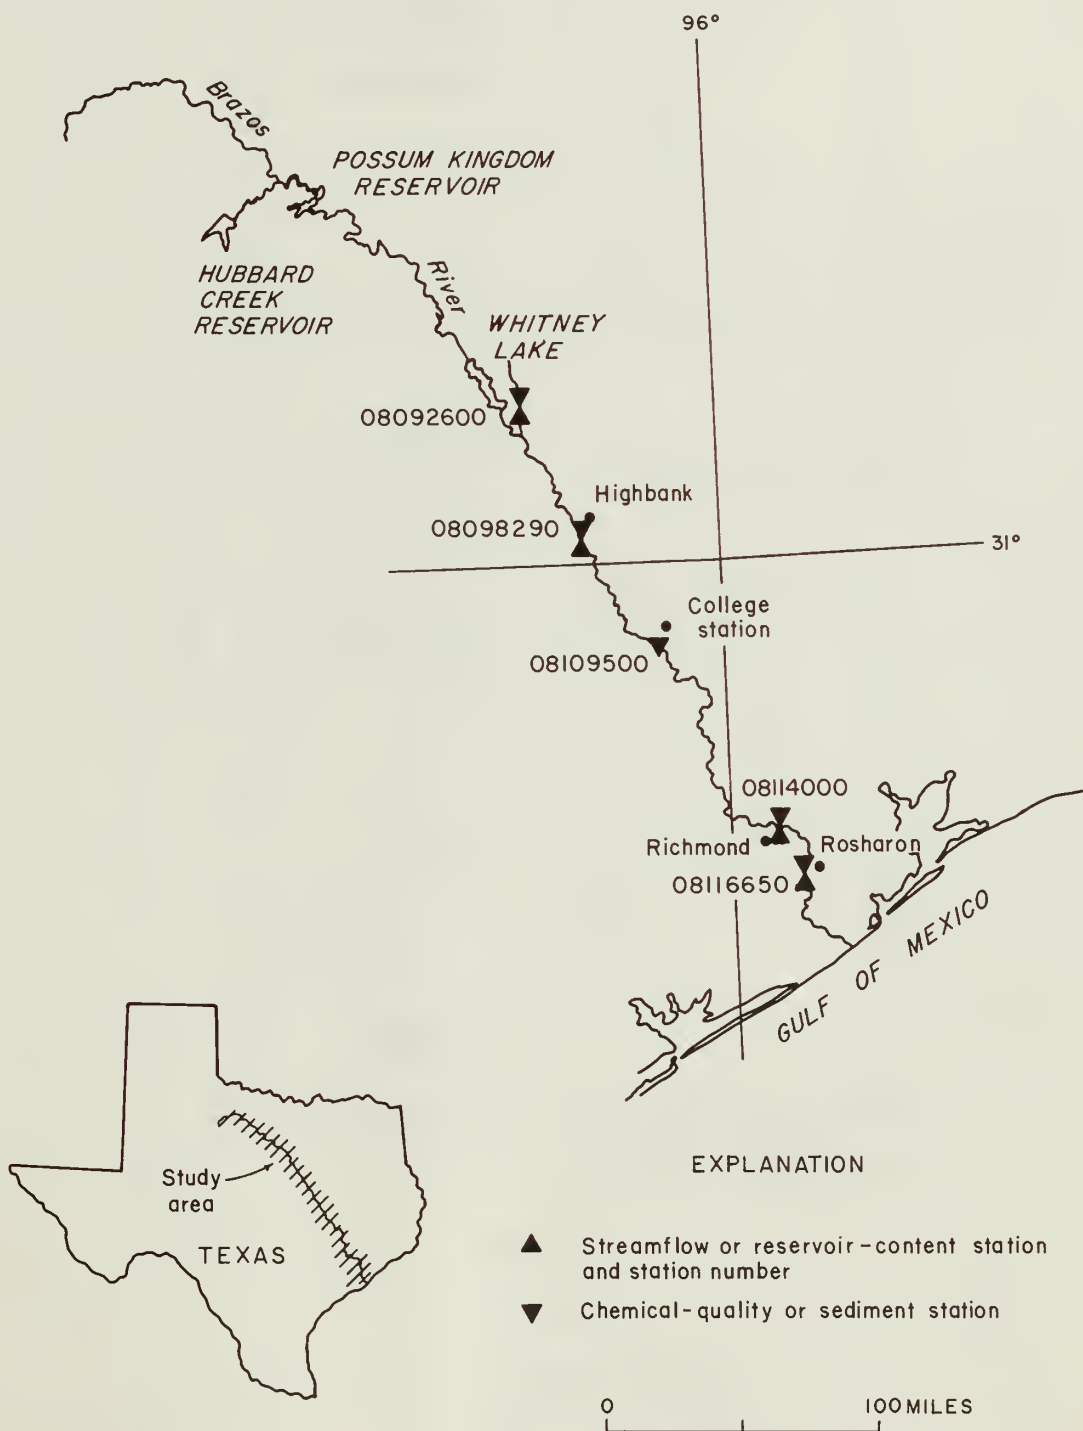 96°
Brazos
POSSUM KINGDOM
RESERVOIR
HUBBARD
CREEK
RESERVOIR
River
WHITNEY
LAKE
08092600
Highbank
08098290
31°
College
station
08109500
08114000
Richmond
Rosharon
08116650
GULF OF MEXICO
Study
area
TEXAS
EXPLANATION
Streamflow or reservoir-content station
and station number
Chemical-quality or sediment station
0
100 MILES